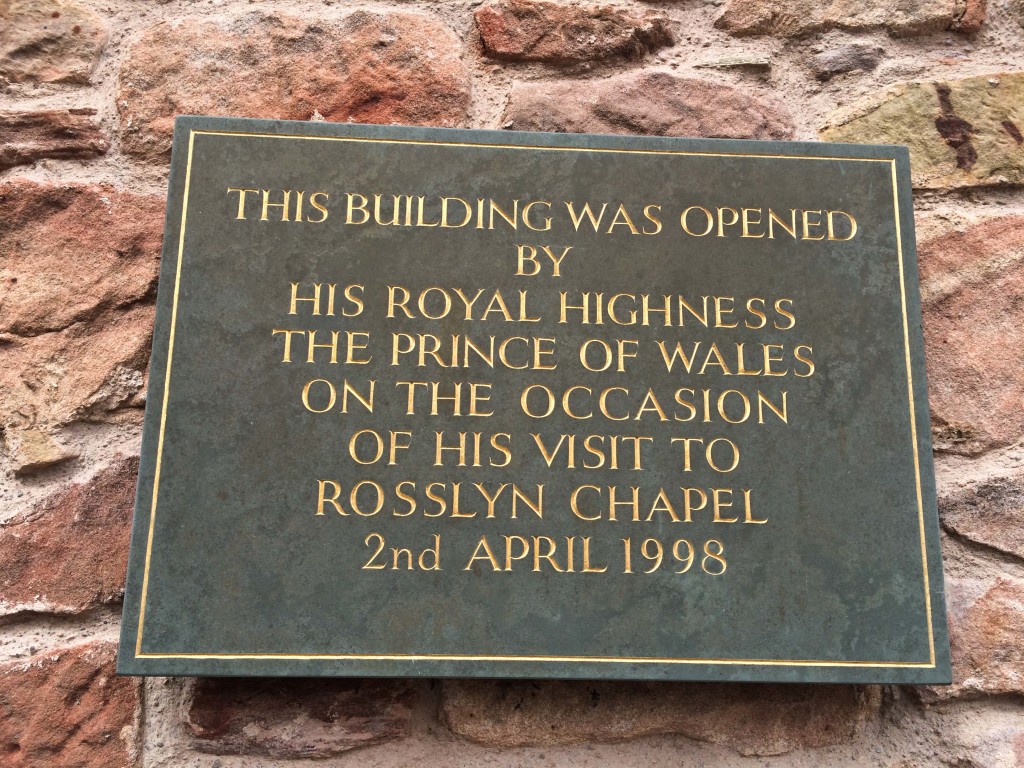 THIS BUILDING WAS OPENED
BY
HIS ROYAL HIGHNESS
THE PRINCE OF WALES
ON THE OCCASION
OF HIS VISIT TO
ROSSLYN CHAPEL
2nd APRIL 1998